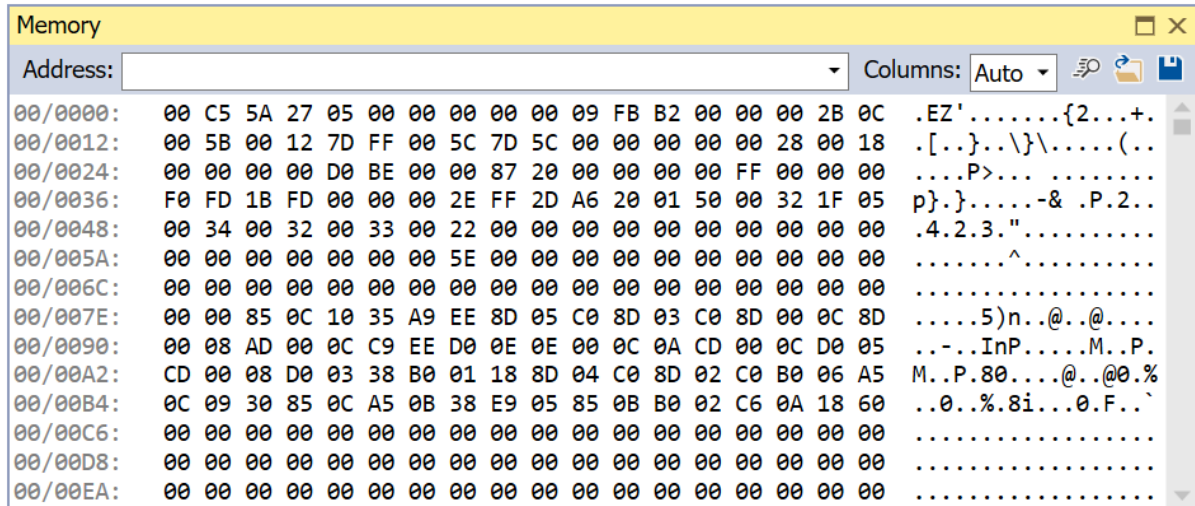 Memory
Address: Columns: Auto
00/0000: 00 C5 5A 27 05 00 00 00 00 00 09 FB B2 00 00 00 2B 0C .EZ'.......{2...+.
00/0012: 00 5B 00 12 7D FF 00 5C 7D 5C 00 00 00 00 00 28 00 18 .[..}..\}\.....(..
00/0024: 00 00 00 00 D0 BE 00 00 87 20 00 00 00 00 FF 00 00 00 ....P>... ........
00/0036: F0 FD 1B FD 00 00 00 2E FF 2D A6 20 01 50 00 32 1F 05 p}.}.....-& .P.2..
00/0048: 00 34 00 32 00 33 00 22 00 00 00 00 00 00 00 00 00 00 .4.2.3."..........
00/005A: 00 00 00 00 00 00 00 5E 00 00 00 00 00 00 00 00 00 00 .......^..........
00/006C: 00 00 00 00 00 00 00 00 00 00 00 00 00 00 00 00 00 00 ..................
00/007E: 00 00 85 0C 10 35 A9 EE 8D 05 C0 8D 03 C0 8D 00 0C 8D .....5)n..@..@....
00/0090: 00 08 AD 00 0C C9 EE D0 0E 0E 00 0C 0A CD 00 0C D0 05 ..-..InP.....M..P.
00/00A2: CD 00 08 D0 03 38 B0 01 18 8D 04 C0 8D 02 C0 B0 06 A5 M..P.80....@..@0.%
00/00B4: 0C 09 30 85 0C A5 0B 38 E9 05 85 0B B0 02 C6 0A 18 60 ..0..%.8i...0.F..`
00/00C6: 00 00 00 00 00 00 00 00 00 00 00 00 00 00 00 00 00 00 ..................
00/00D8: 00 00 00 00 00 00 00 00 00 00 00 00 00 00 00 00 00 00 ..................
00/00EA: 00 00 00 00 00 00 00 00 00 00 00 00 00 00 00 00 00 00 ..................